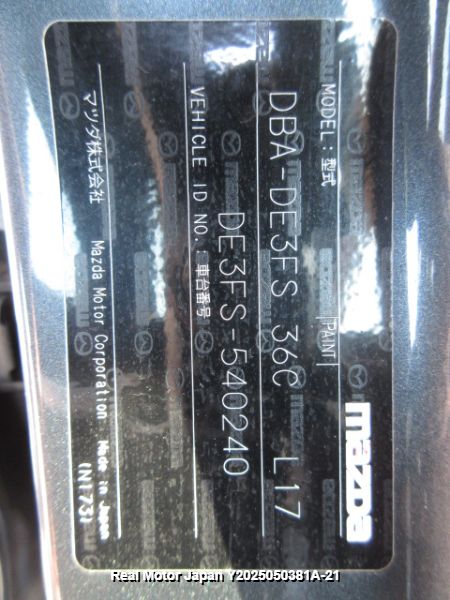 mazda
MODEL:型式 PAINT
DBA-DE3FS 36C L17
VEHICLE ID NO.:車台番号
DE3FS-540240
マツダ株式会社 Mazda Motor Corporation Made in Japan
Real Motor Japan Y2025050381A-21